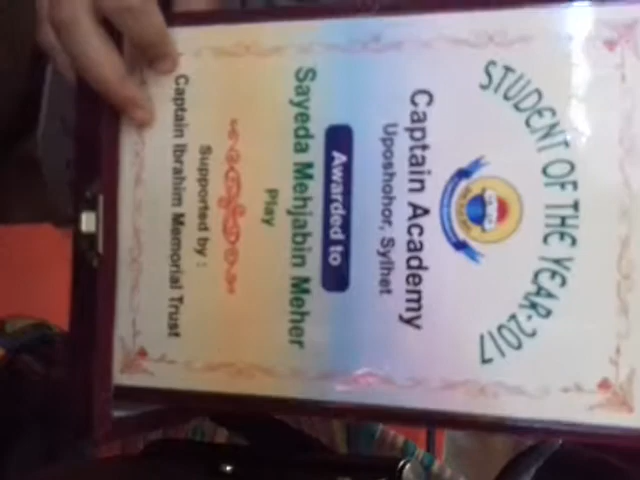 STUDENT OF THE YEAR-2017
Captain Academy
Uposhohor, Sylhet
Awarded to
Sayeda Mehjabin Meher
Play
Supported by :
Captain Ibrahim Memorial Trust